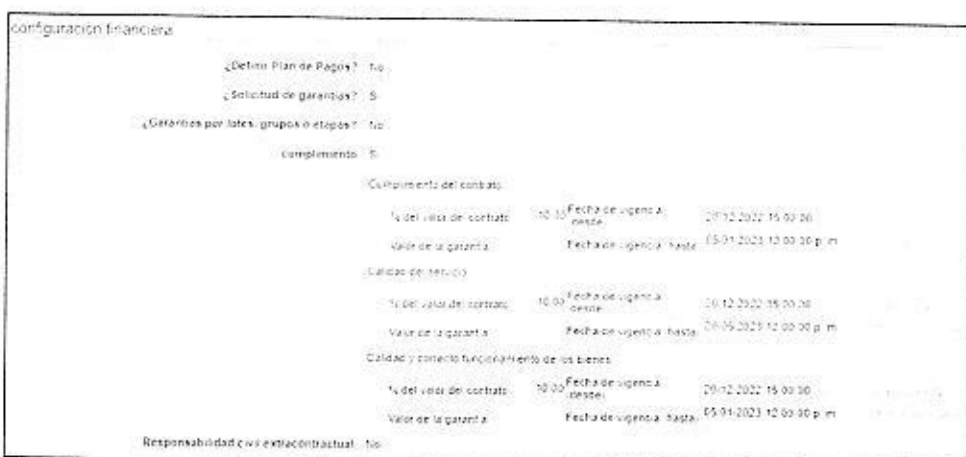 configuración financiera
¿Definir Plan de Pagos? No
¿Solicitud de garantías? Si
¿Garantías por lotes, grupos o etapas? No
cumplimiento Si
Cumplimiento del contrato
% del valor del contrato 10.00 Fecha de vigencia desde: 20-12-2022 15:00:00
Valor de la garantía Fecha de vigencia hasta: 05-01-2023 12:00:00 p. m.
Calidad del servicio
% del valor del contrato 10.00 Fecha de vigencia desde: 20-12-2022 15:00:00
Valor de la garantía Fecha de vigencia hasta: 12:00:00 p. m.
Calidad y correcto funcionamiento de los bienes
% del valor del contrato 10.00 Fecha de vigencia desde: 20-12-2022 15:00:00
Valor de la garantía Fecha de vigencia hasta: 05-01-2023 12:00:00 p. m.
Responsabilidad civil extracontractual No